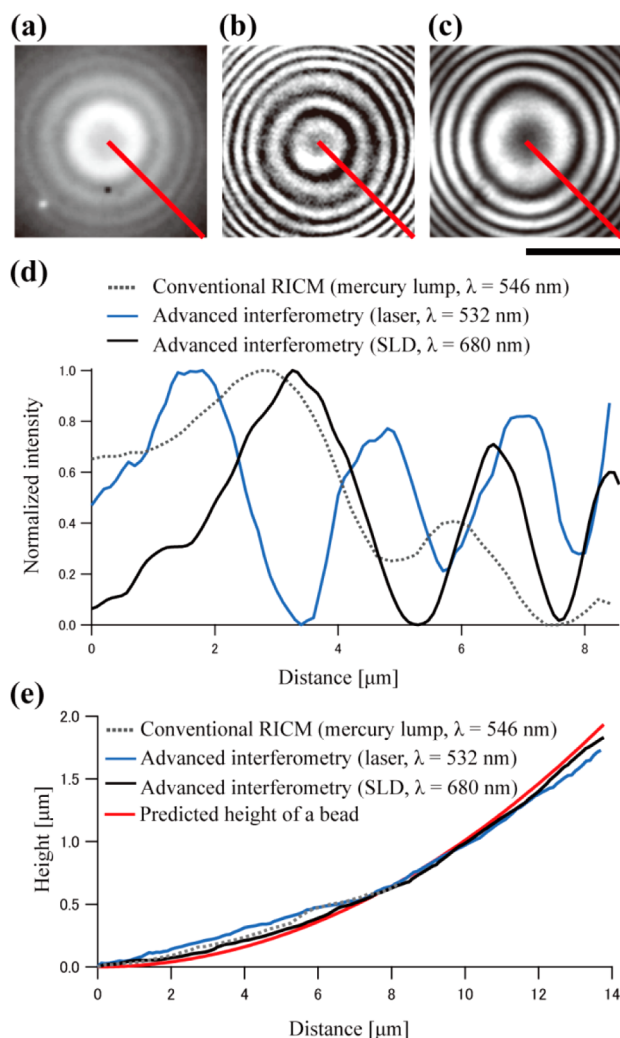 (a)
(b)
(c)
(d)
Conventional RICM (mercury lump, λ = 546 nm)
Advanced interferometry (laser, λ = 532 nm)
Advanced interferometry (SLD, λ = 680 nm)
1.0
0.8
0.6
0.4
0.2
0.0
Normalized intensity
0 2 4 6 8
Distance [μm]
(e)
2.0
1.5
1.0
0.5
0.0
Height [μm]
Conventional RICM (mercury lump, λ = 546 nm)
Advanced interferometry (laser, λ = 532 nm)
Advanced interferometry (SLD, λ = 680 nm)
Predicted height of a bead
0 2 4 6 8 10 12 14
Distance [μm]